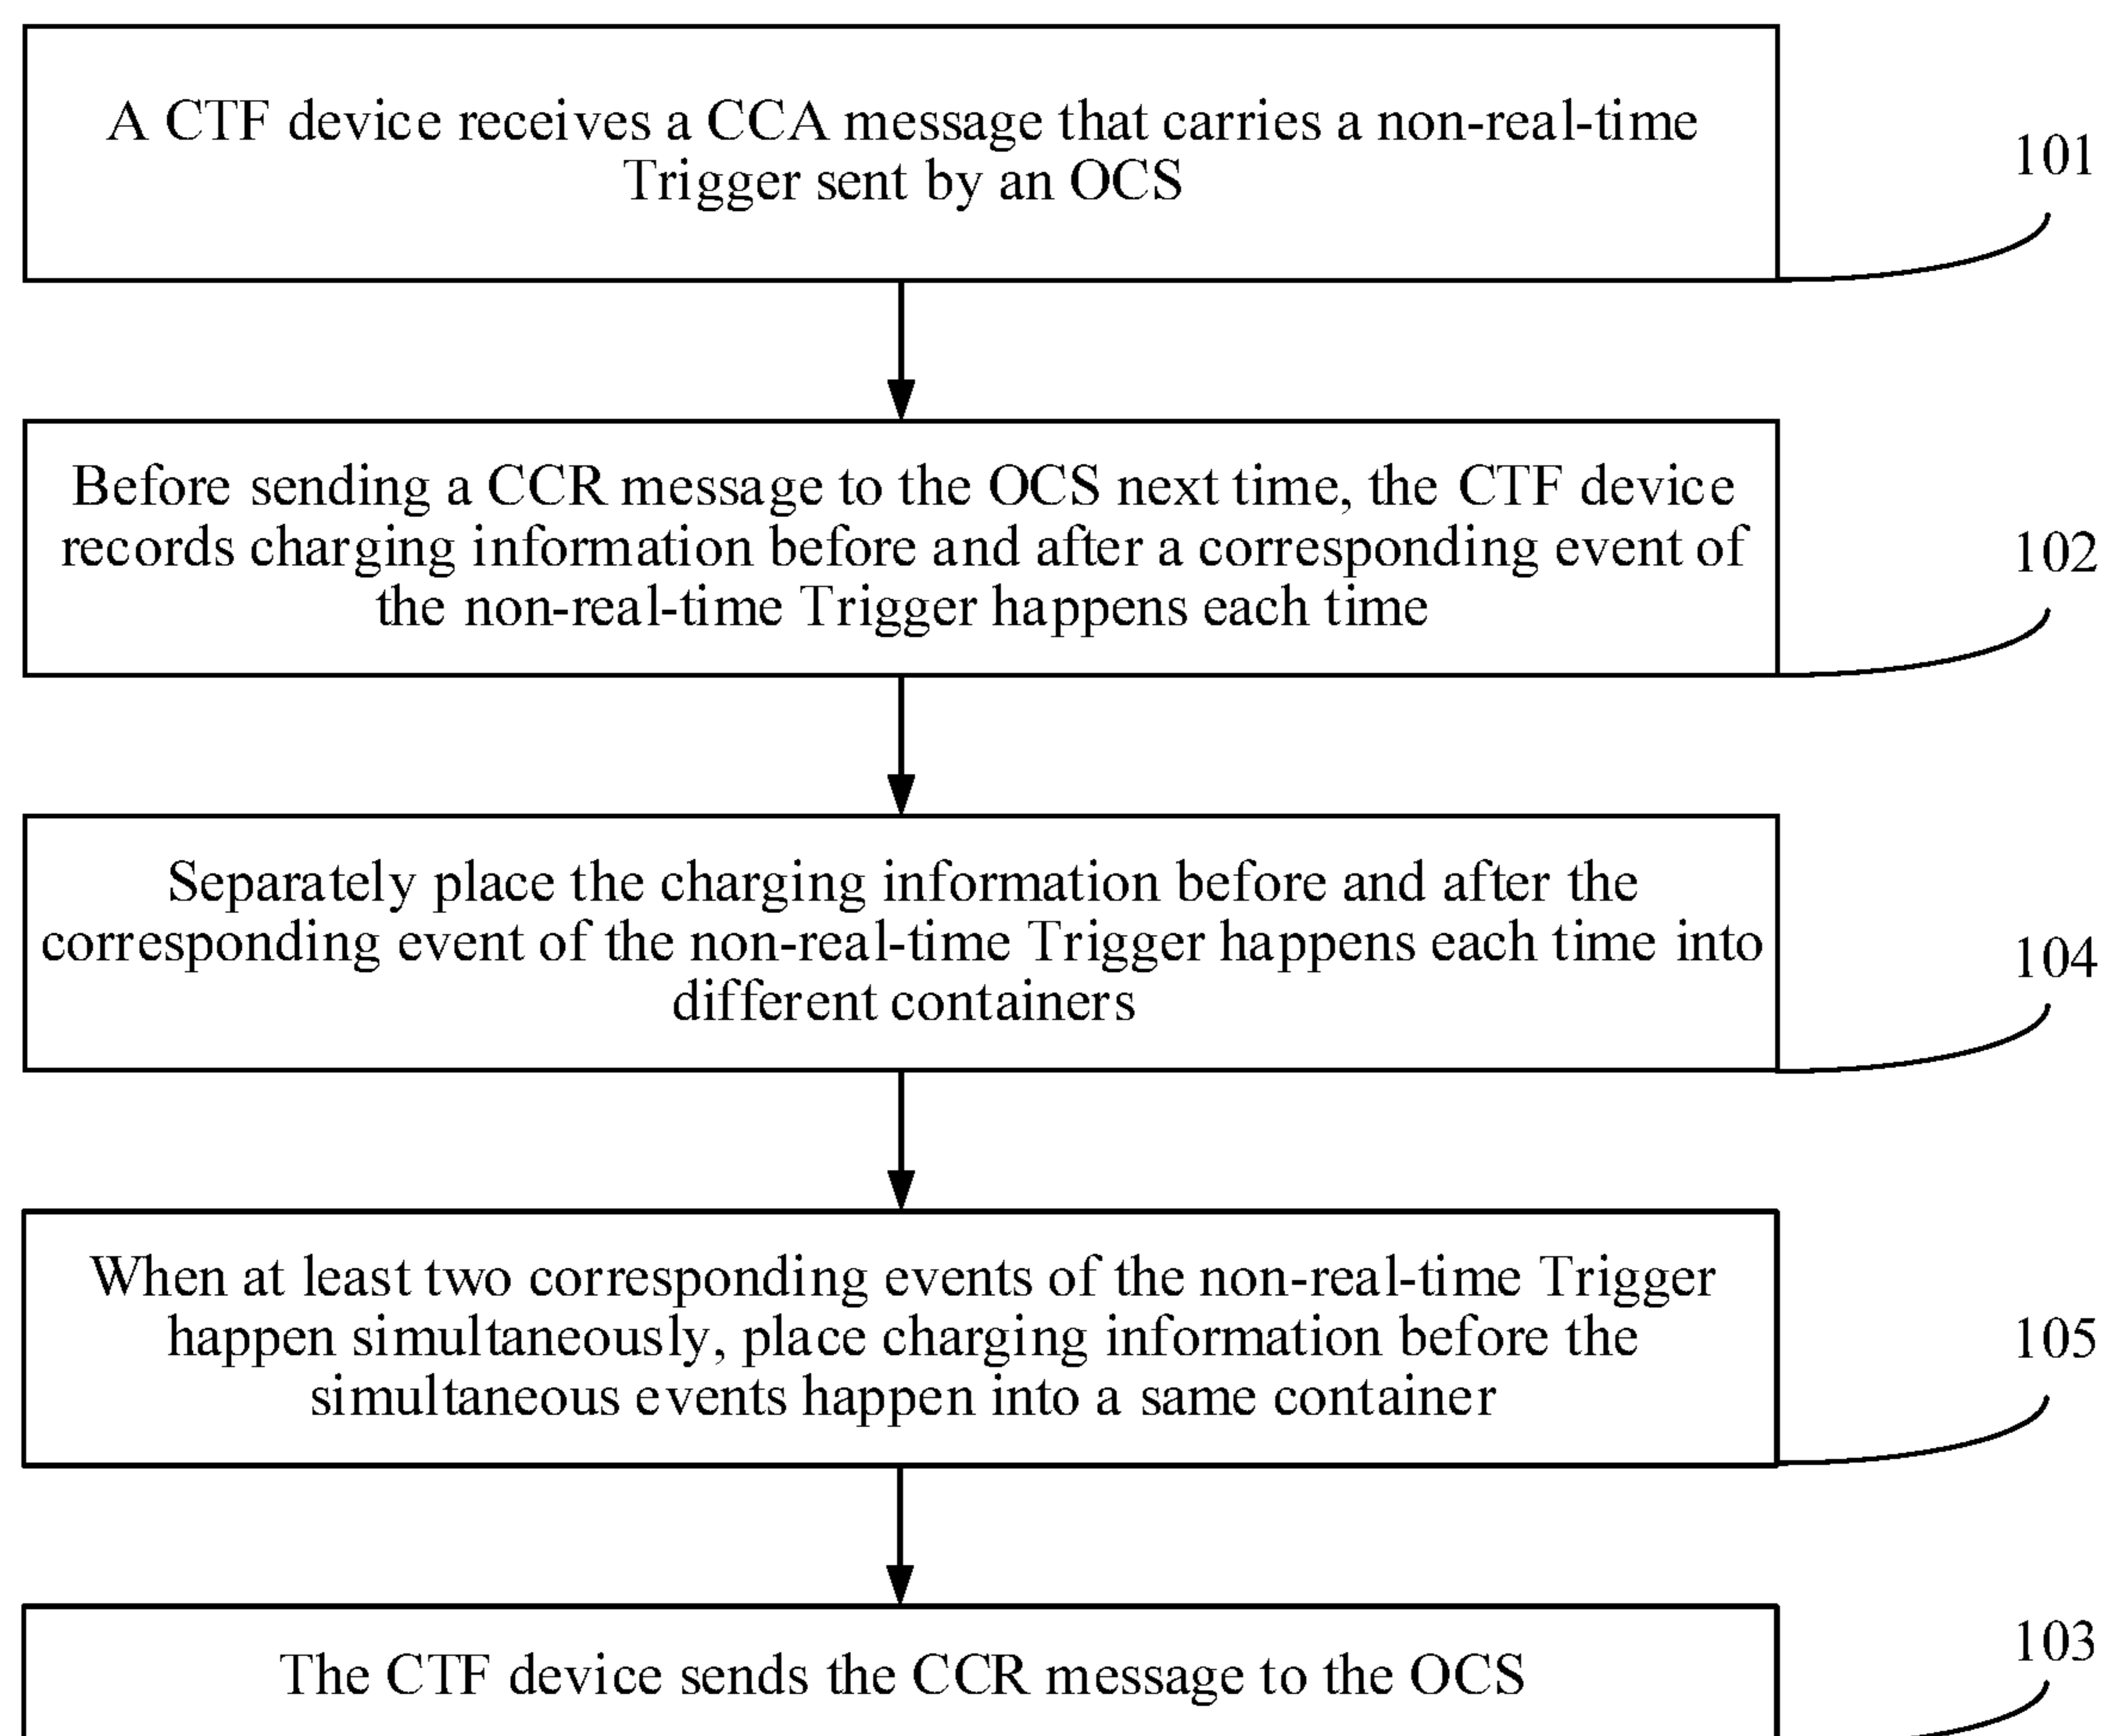 A CTF device receives a CCA message that carries a non-real-time
Trigger sent by an OCS
101
Before sending a CCR message to the OCS next time, the CTF device
records charging information before and after a corresponding event of
the non-real-time Trigger happens each time
102
Separately place the charging information before and after the
corresponding event of the non-real-time Trigger happens each time into
different containers
104
When at least two corresponding events of the non-real-time Trigger
happen simultaneously, place charging information before the
simultaneous events happen into a same container
105
The CTF device sends the CCR message to the OCS
103